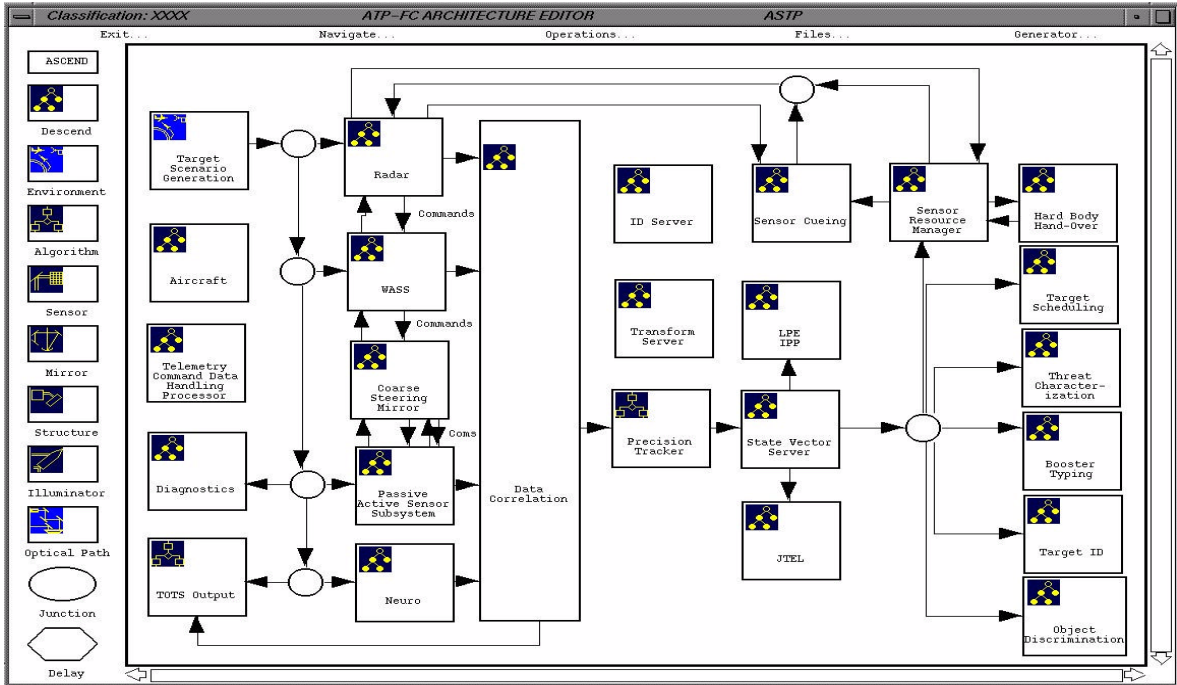 Classification: XXXX
ATP-FC ARCHITECTURE EDITOR
ASTP
Exit...
Navigate...
Operations...
Files...
Generator...
ASCEND
Descend
Environment
Algorithm
Sensor
Mirror
Structure
Illuminator
Optical Path
Junction
Delay
Target
Scenario
Generation
Aircraft
Telemetry
Command Data
Handling
Processor
Diagnostics
TOTS Output
Radar
Commands
WASS
Commands
Coarse
Steering
Mirror
Coms
Passive
Active Sensor
Subsystem
Neuro
Data
Correlation
ID Server
Transform
Server
Precision
Tracker
Sensor Cueing
LPE
IPP
State Vector
Server
JTEL
Sensor
Resource
Manager
Hard Body
Hand-Over
Target
Scheduling
Threat
Character-
ization
Booster
Typing
Target ID
Object
Discrimination